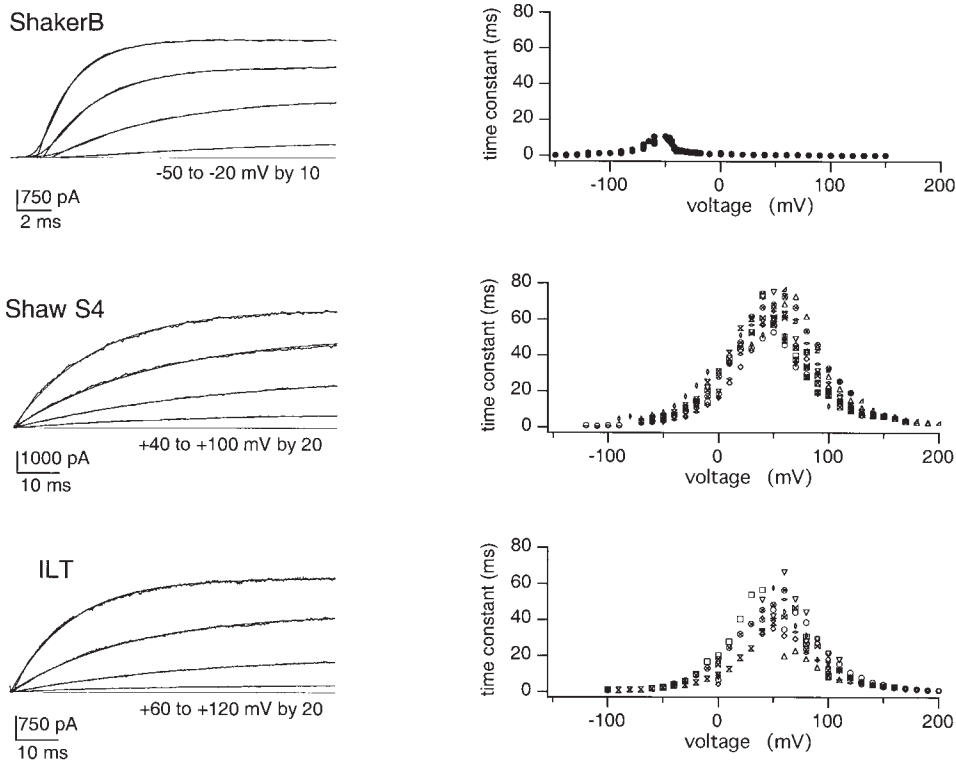 ShakerB
-50 to -20 mV by 10
750 pA
2 ms
time constant (ms)
80
60
40
20
0
-100
0
100
200
voltage (mV)
Shaw S4
+40 to +100 mV by 20
1000 pA
10 ms
time constant (ms)
80
60
40
20
0
-100
0
100
200
voltage (mV)
ILT
+60 to +120 mV by 20
750 pA
10 ms
time constant (ms)
80
60
40
20
0
-100
0
100
200
voltage (mV)